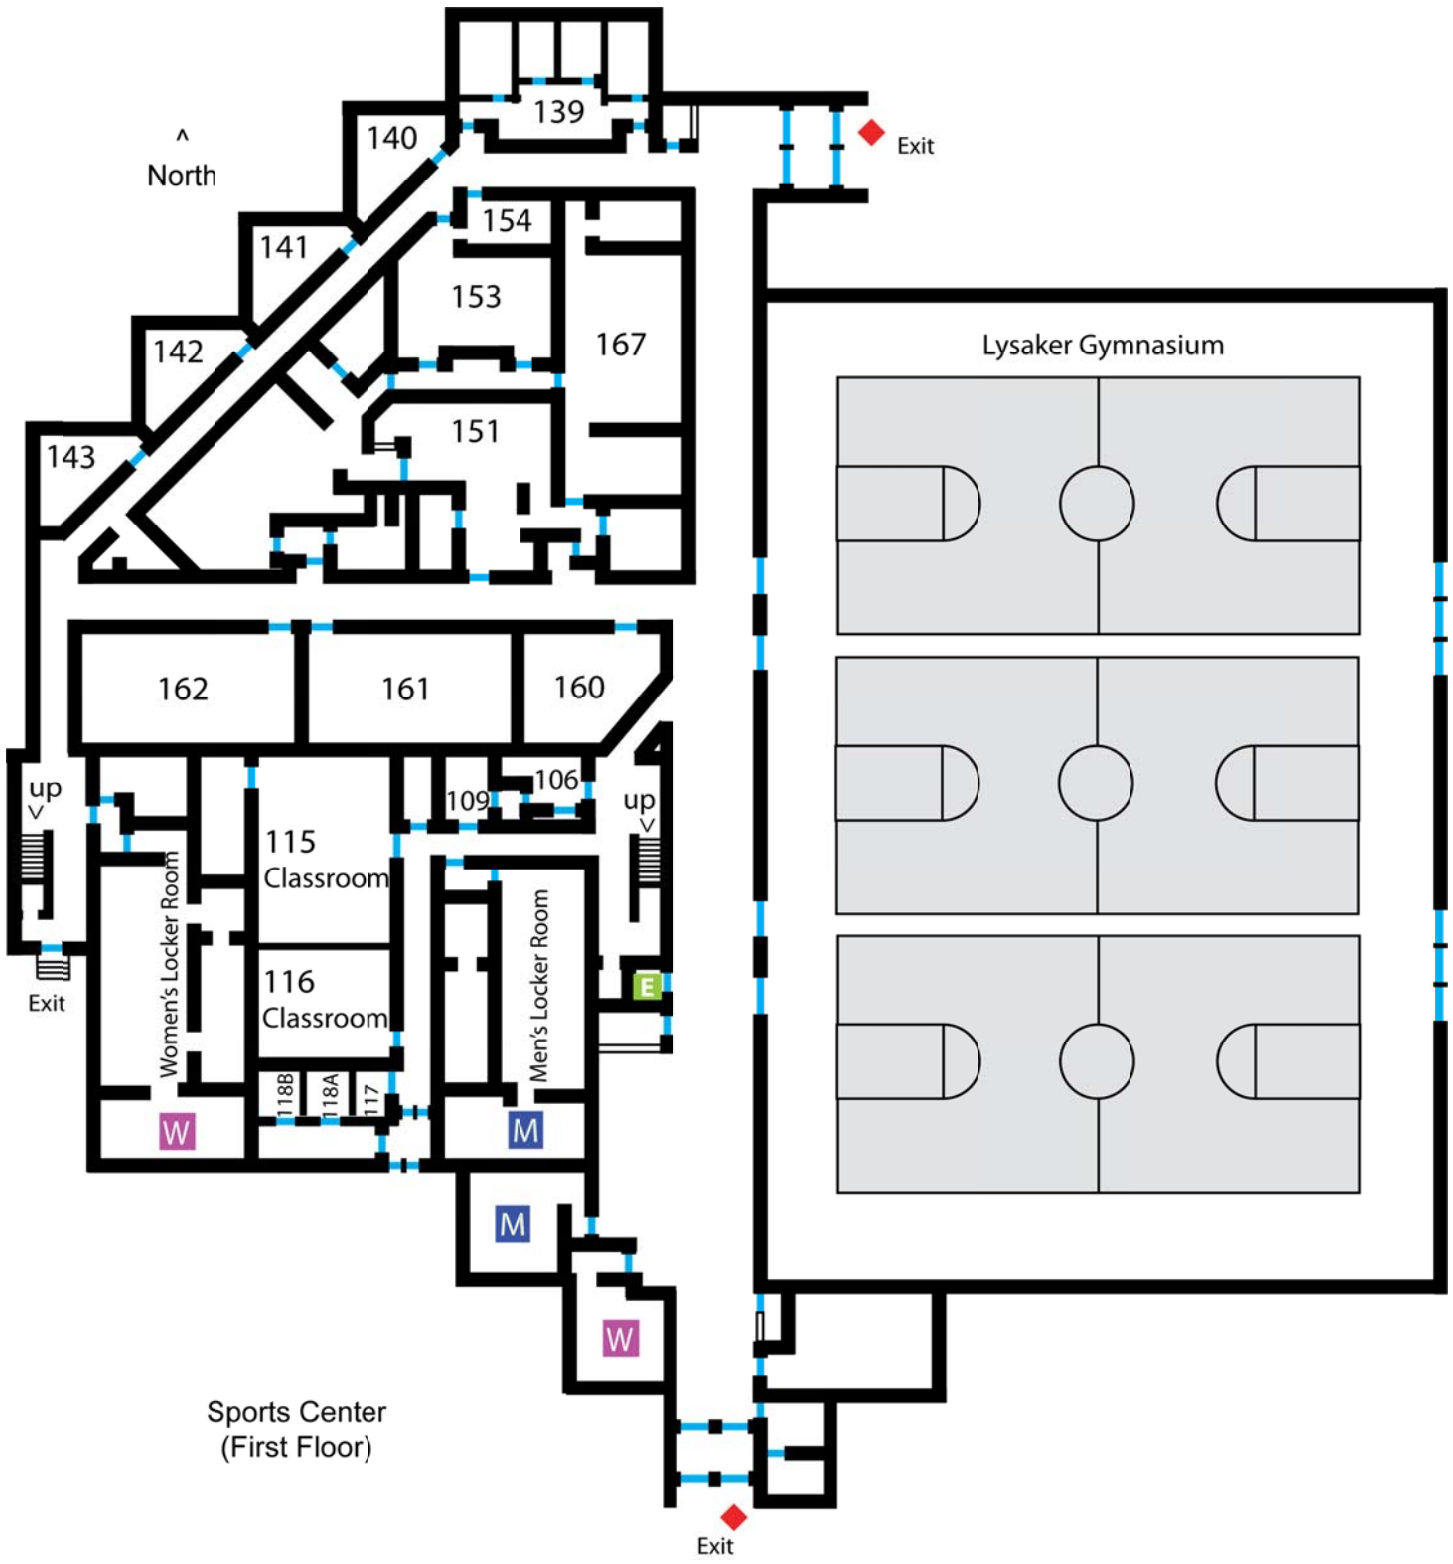 139
140
^
North
Exit
154
141
153
167
Lysaker Gymnasium
142
151
143
162
161
160
up
<
106
109
up
<
115
Classroom
Women's Locker Room
Men's Locker Room
116
Classroom
E
Exit
118B
118A
117
W
M
M
W
Sports Center
(First Floor)
Exit